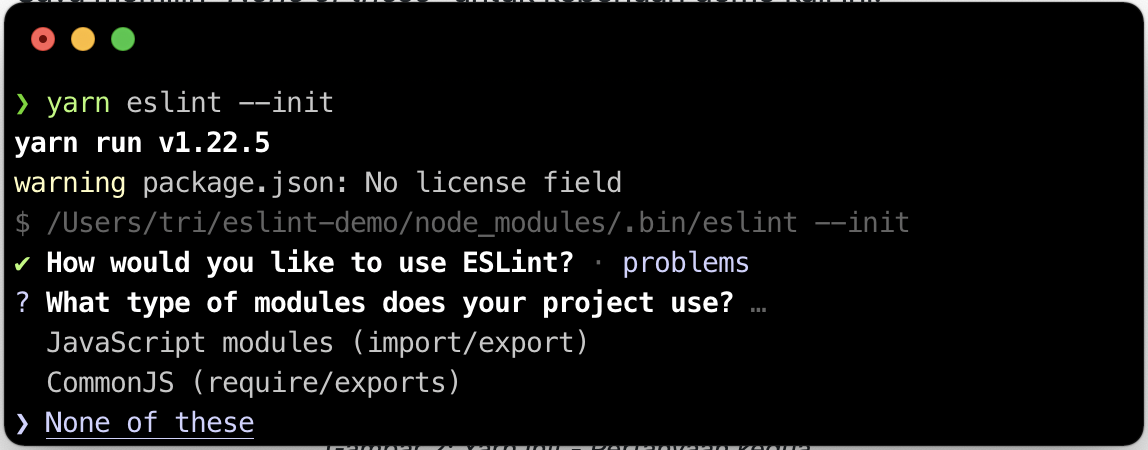 ❯ yarn eslint --init
yarn run v1.22.5
warning package.json: No license field
$ /Users/tri/eslint-demo/node_modules/.bin/eslint --init
✔ How would you like to use ESLint? · problems
? What type of modules does your project use? …
JavaScript modules (import/export)
CommonJS (require/exports)
❯ None of these